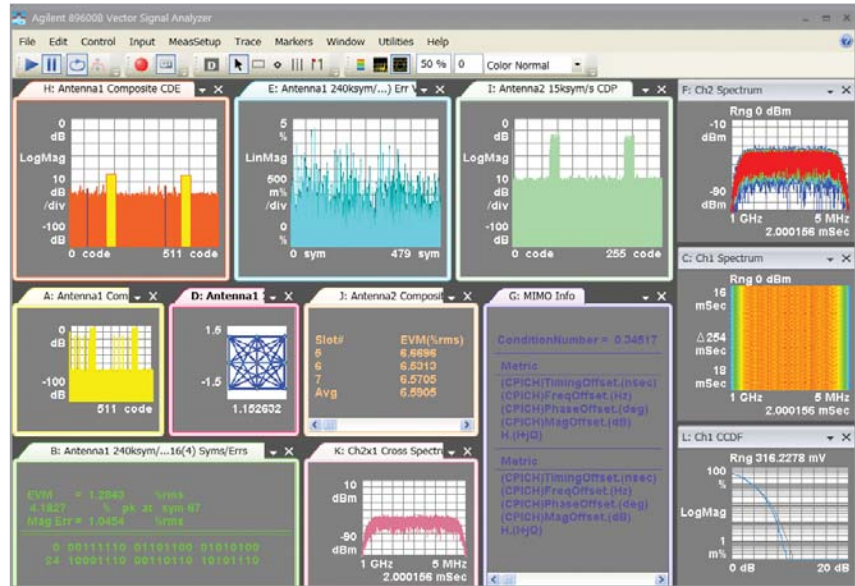 Agilent 89600B Vector Signal Analyzer
File Edit Control Input MeasSetup Trace Markers Window Utilities Help
50 % 0 Color Normal
H: Antenna1 Composite CDE
0
dB
LogMag
10
dB
/div
-100
dB
0 code 511 code
E: Antenna1 240ksym/...) Err V
5
%
LinMag
500
m%
/div
0
%
0 sym 479 sym
I: Antenna2 15ksym/s CDP
0
dB
LogMag
10
dB
/div
-100
dB
0 code 255 code
F: Ch2 Spectrum
Rng 0 dBm
-10
dBm
-90
dBm
1 GHz 5 MHz
2.000156 mSec
A: Antenna1 Com
0
dB
-100
dB
511 code
D: Antenna1
1.5
-1.5
1.152632
J: Antenna2 Composit
Slot# EVM(%rms)
5 6.6696
6 6.5313
7 6.5705
Avg 6.5905
G: MIMO Info
ConditionNumber = 0.34517
Metric
(CPICH)TimingOffset.(nsec)
(CPICH)FreqOffset.(Hz)
(CPICH)PhaseOffset.(deg)
(CPICH)MagOffset.(dB)
H.(H+jQ)
Metric
(CPICH)TimingOffset.(nsec)
(CPICH)FreqOffset.(Hz)
(CPICH)PhaseOffset.(deg)
(CPICH)MagOffset.(dB)
H.(H+jQ)
C: Ch1 Spectrum
Rng 0 dBm
16
mSec
Δ254
mSec
18
mSec
1 GHz 5 MHz
2.000156 mSec
B: Antenna1 240ksym/...16(4) Syms/Errs
EVM = 1.2843 %rms
4.1827 % pk at sym 67
Mag Err = 1.0454 %rms
0 00111110 01101100 01010100
24 10001110 00110110 10101110
K: Ch2x1 Cross Spectru
10
dBm
-90
dBm
1 GHz 5 MHz
2.000156 mSec
L: Ch1 CCDF
Rng 316.2278 mV
100
%
LogMag
1
m%
0 dB 20 dB